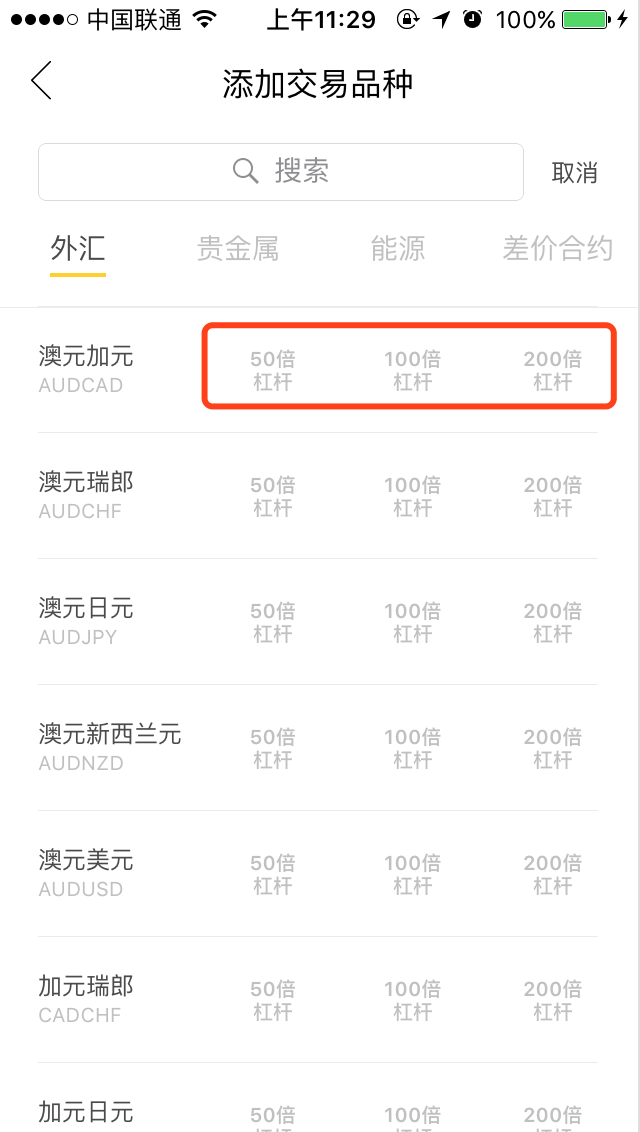 中国联通 上午11:29 100%
添加交易品种
搜索 取消
外汇 贵金属 能源 差价合约
澳元加元
AUDCAD
50倍 100倍 200倍
杠杆 杠杆 杠杆
澳元瑞郎
AUDCHF
50倍 100倍 200倍
杠杆 杠杆 杠杆
澳元日元
AUDJPY
50倍 100倍 200倍
杠杆 杠杆 杠杆
澳元新西兰元
AUDNZD
50倍 100倍 200倍
杠杆 杠杆 杠杆
澳元美元
AUDUSD
50倍 100倍 200倍
杠杆 杠杆 杠杆
加元瑞郎
CADCHF
50倍 100倍 200倍
杠杆 杠杆 杠杆
加元日元
50倍 100倍 200倍
杠杆 杠杆 杠杆